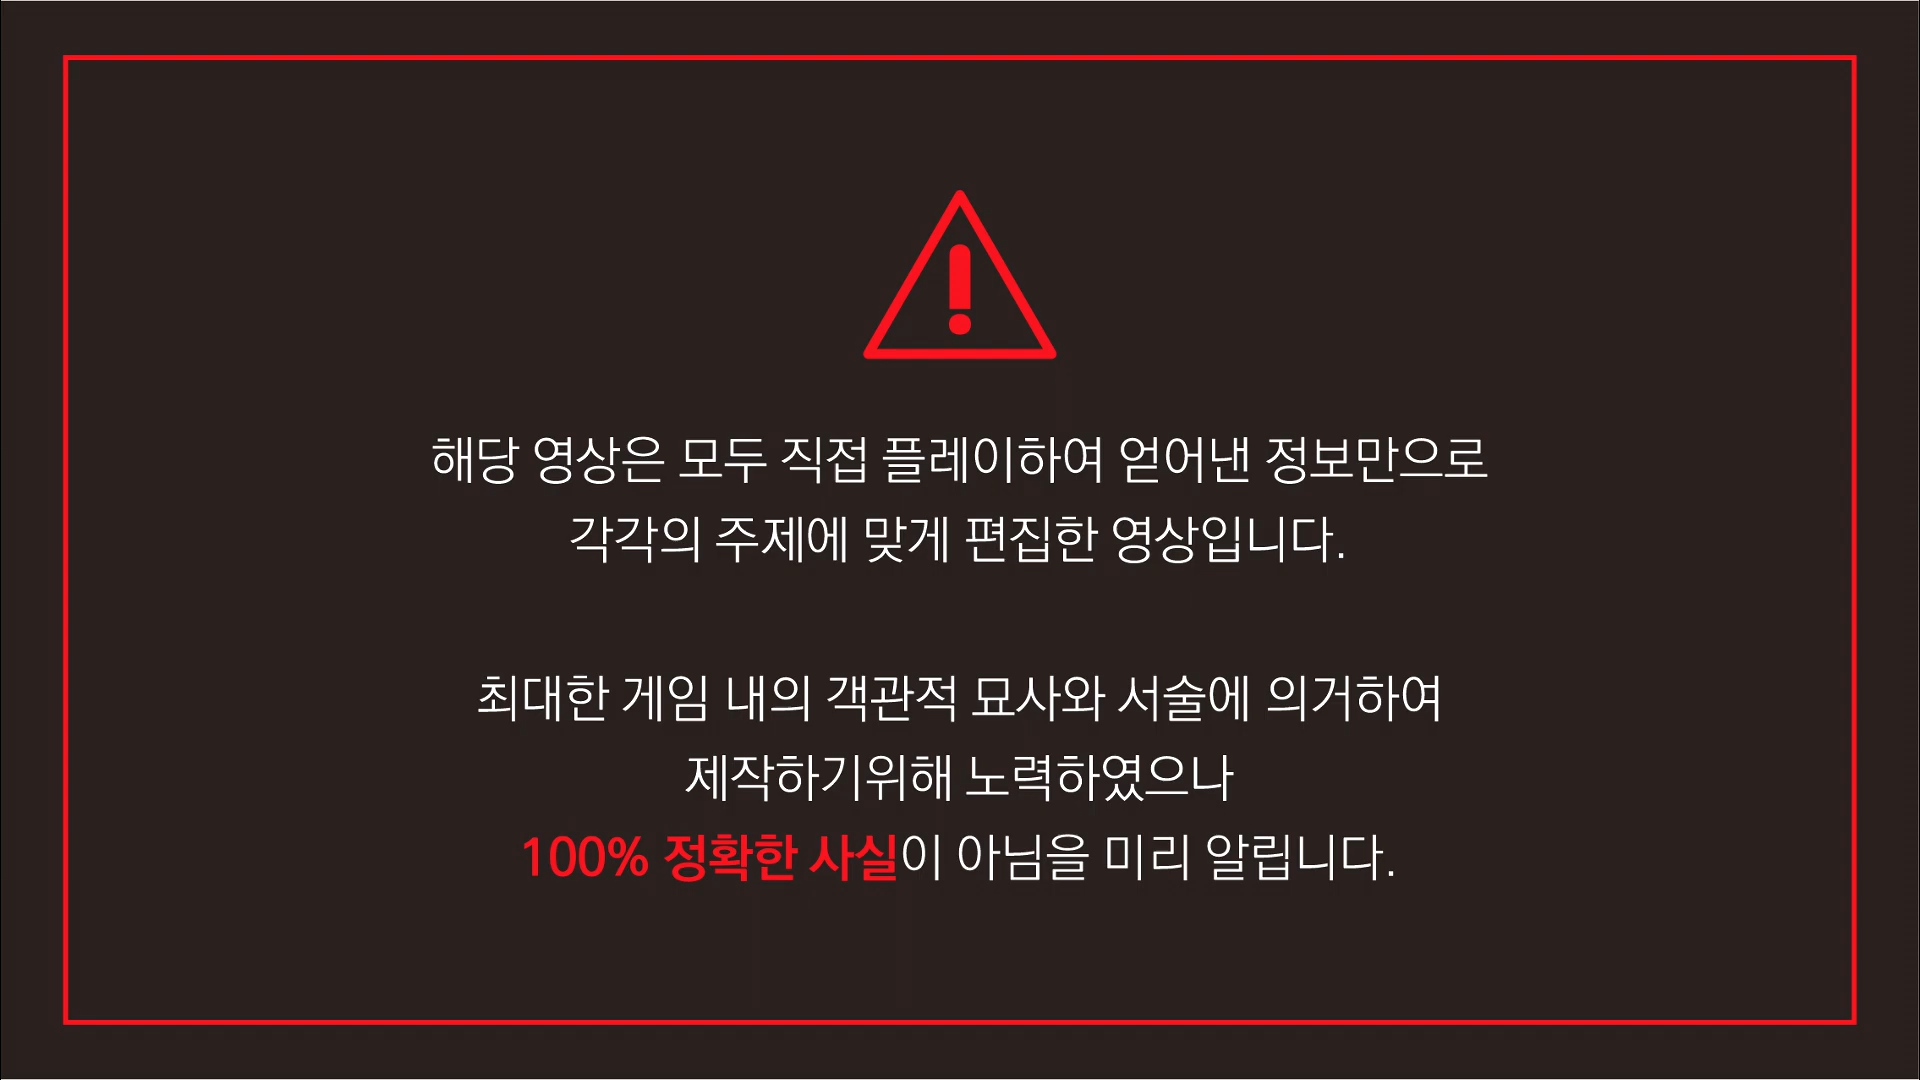 해당 영상은 모두 직접 플레이하여 얻어낸 정보만으로
각각의 주제에 맞게 편집한 영상입니다.
최대한 게임 내의 객관적 묘사와 서술에 의거하여
제작하기위해 노력하였으나
100% 정확한 사실이 아님을 미리 알립니다.